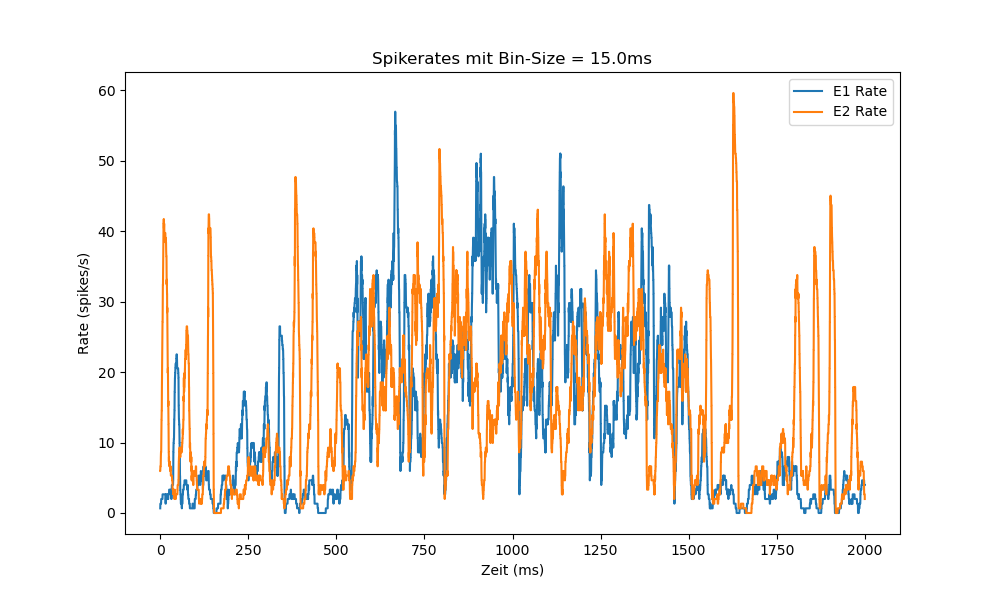 Spikerates mit Bin-Size = 15.0ms
E1 Rate
E2 Rate
Rate (spikes/s)
60
50
40
30
20
10
0
0 250 500 750 1000 1250 1500 1750 2000
Zeit (ms)